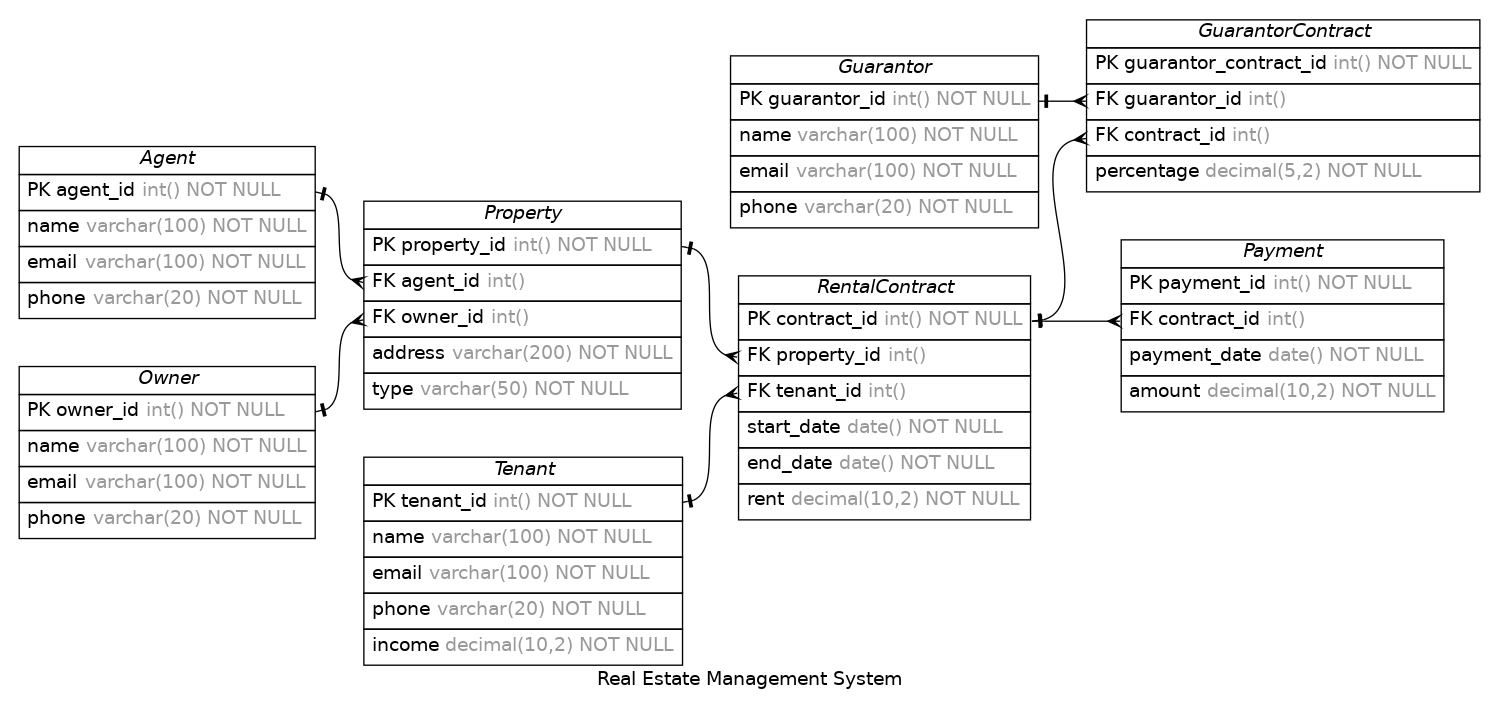 Agent
PK agent_id int() NOT NULL
name varchar(100) NOT NULL
email varchar(100) NOT NULL
phone varchar(20) NOT NULL
Owner
PK owner_id int() NOT NULL
name varchar(100) NOT NULL
email varchar(100) NOT NULL
phone varchar(20) NOT NULL
Property
PK property_id int() NOT NULL
FK agent_id int()
FK owner_id int()
address varchar(200) NOT NULL
type varchar(50) NOT NULL
Tenant
PK tenant_id int() NOT NULL
name varchar(100) NOT NULL
email varchar(100) NOT NULL
phone varchar(20) NOT NULL
income decimal(10,2) NOT NULL
Guarantor
PK guarantor_id int() NOT NULL
name varchar(100) NOT NULL
email varchar(100) NOT NULL
phone varchar(20) NOT NULL
RentalContract
PK contract_id int() NOT NULL
FK property_id int()
FK tenant_id int()
start_date date() NOT NULL
end_date date() NOT NULL
rent decimal(10,2) NOT NULL
GuarantorContract
PK guarantor_contract_id int() NOT NULL
FK guarantor_id int()
FK contract_id int()
percentage decimal(5,2) NOT NULL
Payment
PK payment_id int() NOT NULL
FK contract_id int()
payment_date date() NOT NULL
amount decimal(10,2) NOT NULL
Real Estate Management System